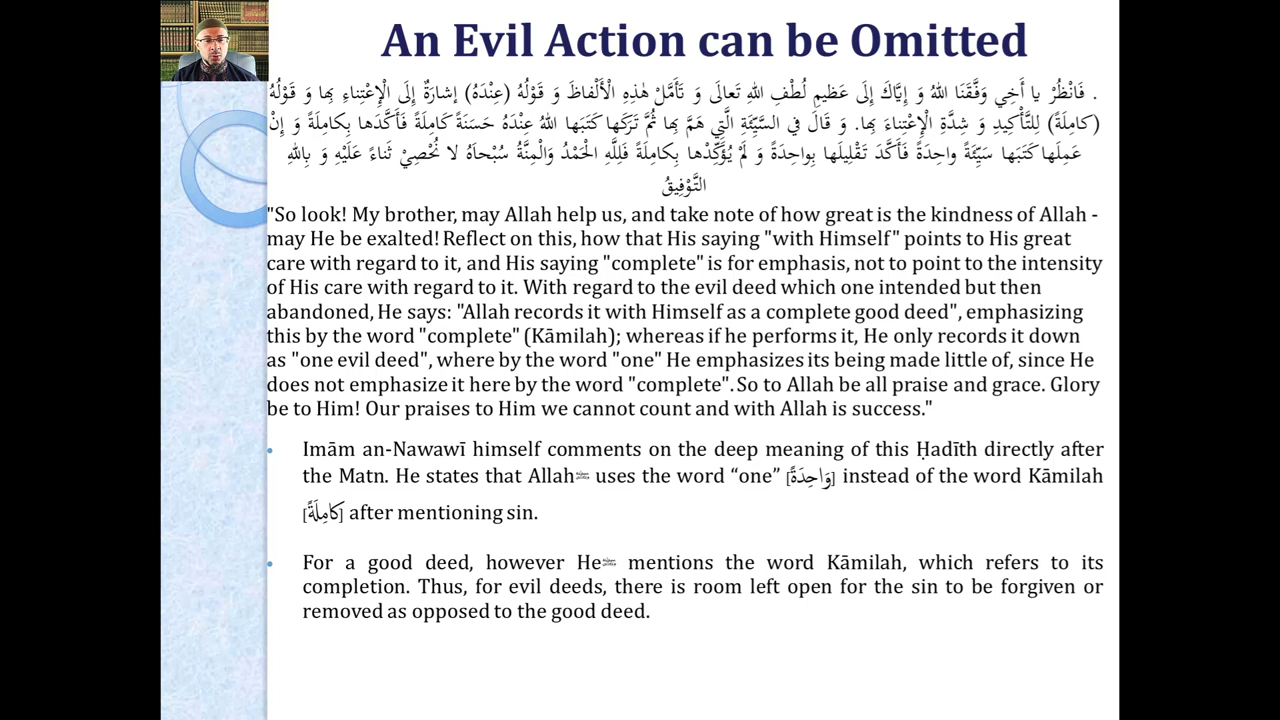 An Evil Action can be Omitted
. فَانْظُرْ يا أَخِي وَفَّقَنَا اللهُ وَ إِيَّاكَ إِلَى عَظيمِ لُطْفِ اللهِ تَعالَى وَ تَأَمَّلْ هٰذِهِ الْأَلْفاظَ وَ قَوْلُهُ (عِنْدَهُ) إشارَةٌ إِلَى الْإِعْتِناءِ بِها وَ قَوْلُهُ
(كامِلَةً) لِلتَّأْكِيدِ وَ شِدَّةِ الْإِعْتِناءَ بِها. وَ قَالَ فِي السَّيِّئَةِ الَّتِي هَمَّ بِها ثُمَّ تَرَكَها كَتَبَها اللهُ عِنْدَهُ حَسَنَةً كامِلَةً فَأَكَّدَها بِكامِلَةً وَ إِنْ
عَمِلَها كَتَبَها سَيِّئَةً واحِدَةً فَأَكَّدَ تَقْلِيلَها بِواحِدَةً وَ لَمْ يُؤَكِّدْها بِكامِلَةً فَلِلَّهِ الْحَمْدُ وَالْمِنَّةُ سُبْحاَهُ لا نُحْصِيْ ثَناءً عَلَيْهِ وَ بِاللهِ
التَّوْفِيقُ
"So look! My brother, may Allah help us, and take note of how great is the kindness of Allah -
may He be exalted! Reflect on this, how that His saying "with Himself" points to His great
care with regard to it, and His saying "complete" is for emphasis, not to point to the intensity
of His care with regard to it. With regard to the evil deed which one intended but then
abandoned, He says: "Allah records it with Himself as a complete good deed", emphasizing
this by the word "complete" (Kāmilah); whereas if he performs it, He only records it down
as "one evil deed", where by the word "one" He emphasizes its being made little of, since He
does not emphasize it here by the word "complete". So to Allah be all praise and grace. Glory
be to Him! Our praises to Him we cannot count and with Allah is success."
• Imām an-Nawawī himself comments on the deep meaning of this Ḥadīth directly after
the Matn. He states that Allah uses the word “one” [وَاحِدَةً] instead of the word Kāmilah
[كامِلَةً] after mentioning sin.
• For a good deed, however He mentions the word Kāmilah, which refers to its
completion. Thus, for evil deeds, there is room left open for the sin to be forgiven or
removed as opposed to the good deed.